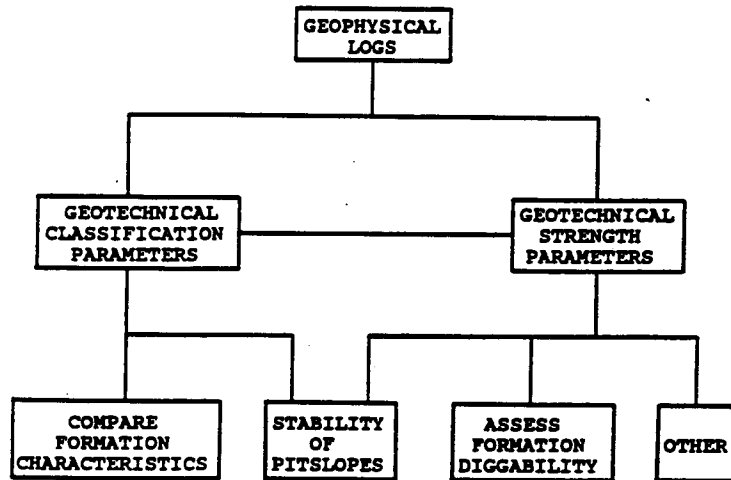 GEOPHYSICAL
LOGS
GEOTECHNICAL
CLASSIFICATION
PARAMETERS
GEOTECHNICAL
STRENGTH
PARAMETERS
COMPARE
FORMATION
CHARACTERISTICS
STABILITY
OF
PITSLOPES
ASSESS
FORMATION
DIGGABILITY
OTHER